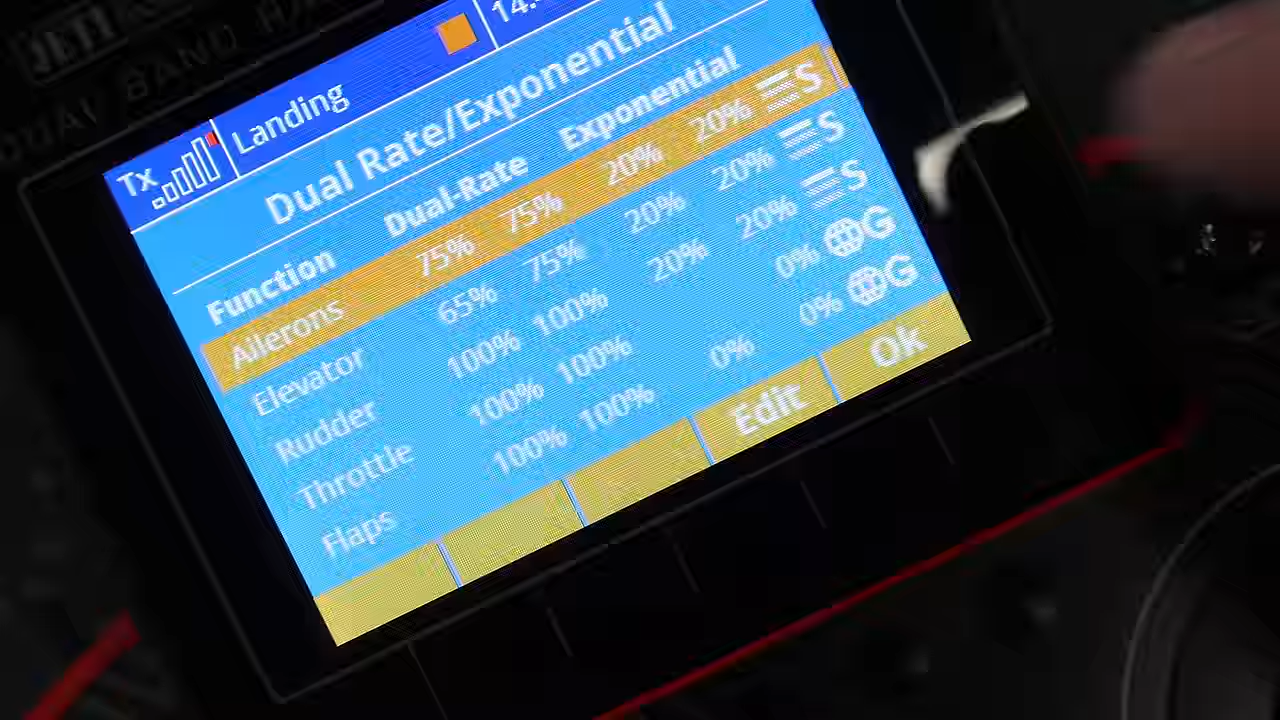 JETI
Tx Landing
Dual Rate/Exponential
Function Dual-Rate Exponential
Ailerons 75% 75% 20% 20% S
Elevator 65% 75% 20% 20% S
Rudder 100% 100% 20% 20% S
Throttle 100% 100% 0% G
Flaps 100% 100% 0% 0% G
Edit Ok